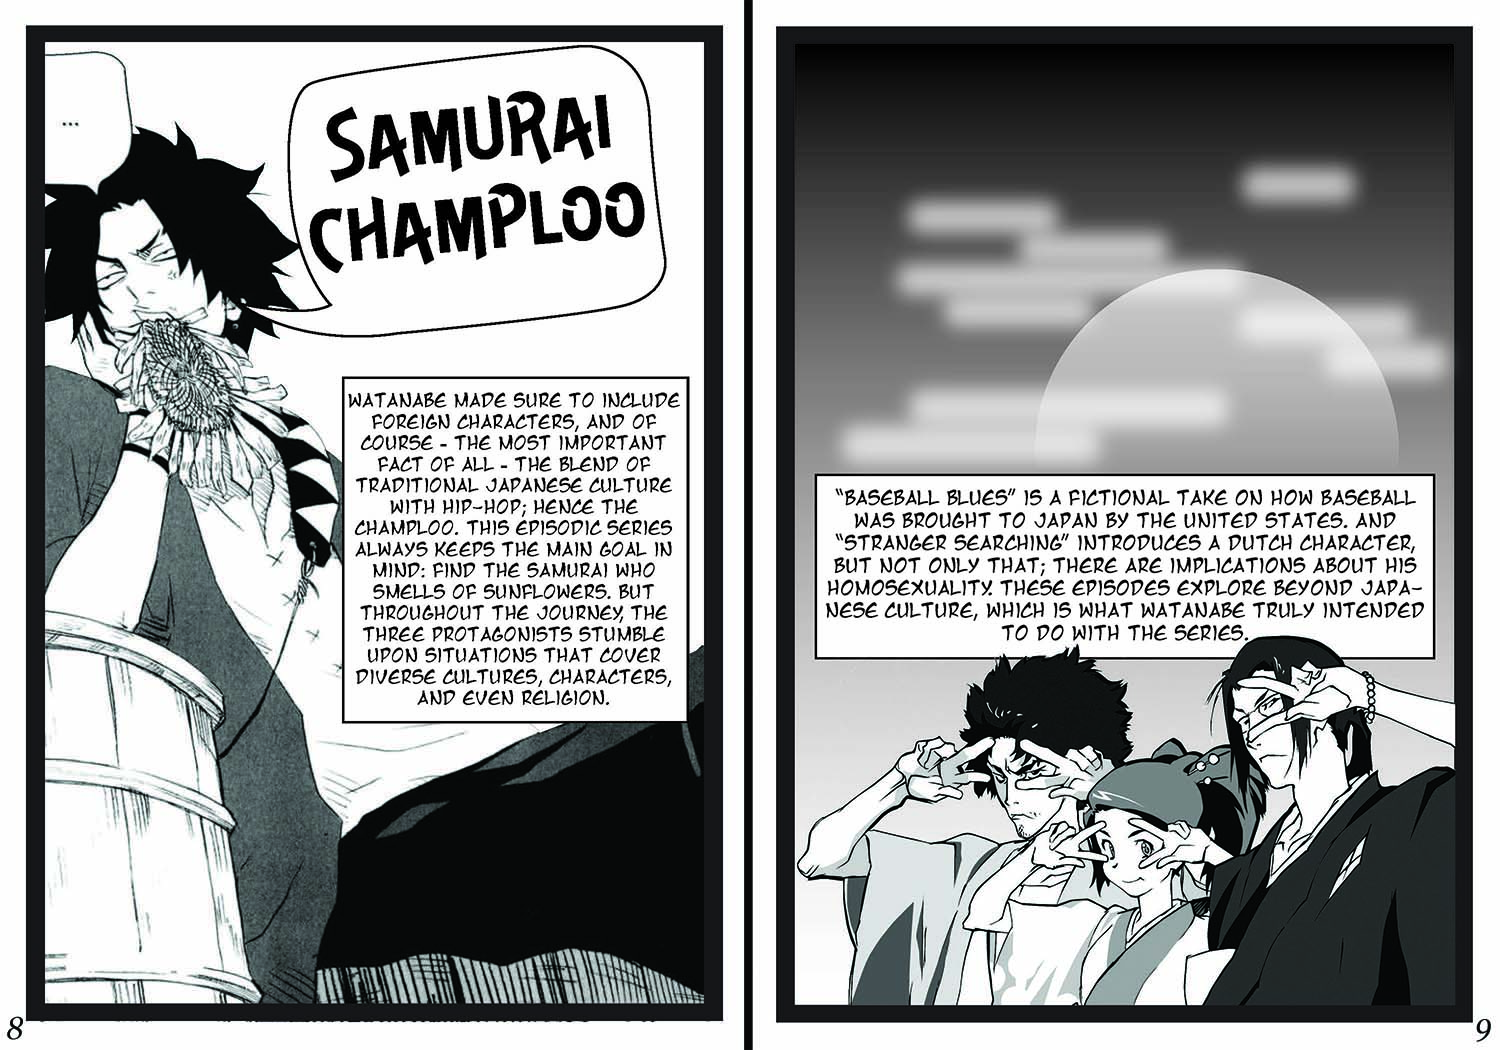 ...
SAMURAI
CHAMPLOO
WATANABE MADE SURE TO INCLUDE
FOREIGN CHARACTERS, AND OF
COURSE - THE MOST IMPORTANT
FACT OF ALL - THE BLEND OF
TRADITIONAL JAPANESE CULTURE
WITH HIP-HOP; HENCE THE
CHAMPLOO. THIS EPISODIC SERIES
ALWAYS KEEPS THE MAIN GOAL IN
MIND: FIND THE SAMURAI WHO
SMELLS OF SUNFLOWERS. BUT
THROUGHOUT THE JOURNEY, THE
THREE PROTAGONISTS STUMBLE
UPON SITUATIONS THAT COVER
DIVERSE CULTURES, CHARACTERS,
AND EVEN RELIGION.
8
"BASEBALL BLUES" IS A FICTIONAL TAKE ON HOW BASEBALL
WAS BROUGHT TO JAPAN BY THE UNITED STATES. AND
"STRANGER SEARCHING" INTRODUCES A DUTCH CHARACTER,
BUT NOT ONLY THAT; THERE ARE IMPLICATIONS ABOUT HIS
HOMOSEXUALITY. THESE EPISODES EXPLORE BEYOND JAPA-
NESE CULTURE, WHICH IS WHAT WATANABE TRULY INTENDED
TO DO WITH THE SERIES.
9